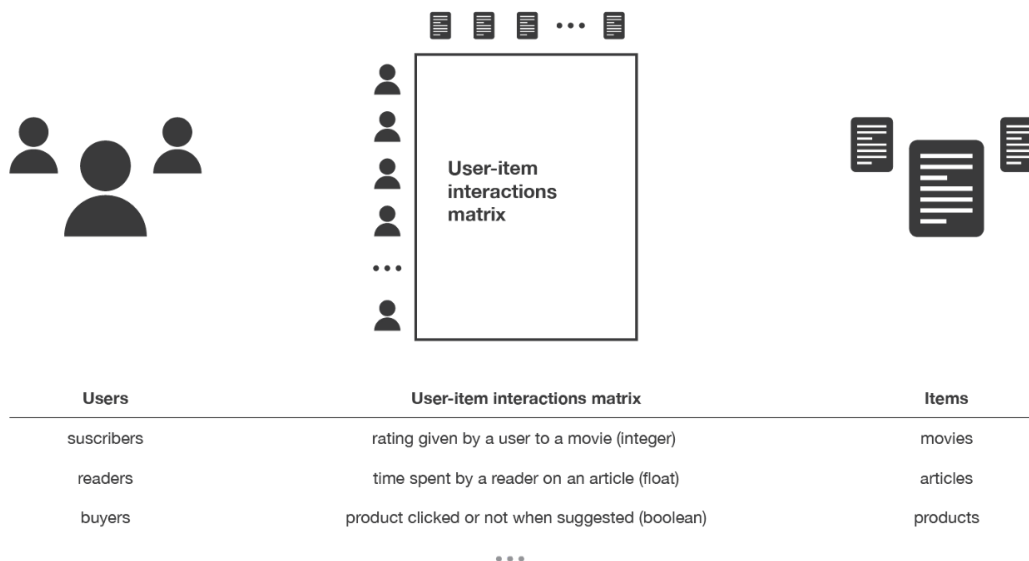 User-item
interactions
matrix
Users User-item interactions matrix Items
suscribers rating given by a user to a movie (integer) movies
readers time spent by a reader on an article (float) articles
buyers product clicked or not when suggested (boolean) products